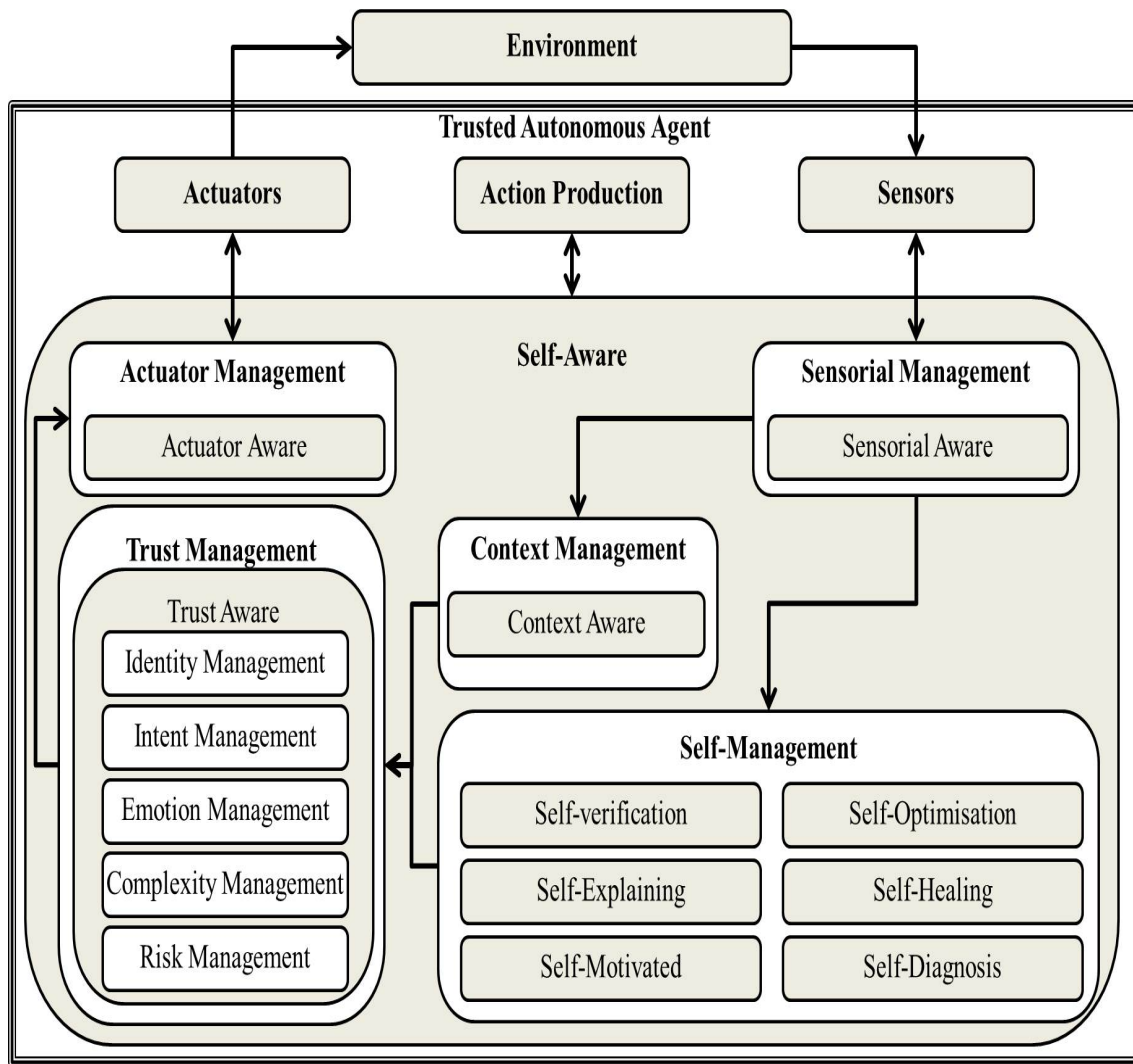 Environment
Trusted Autonomous Agent
Actuators
Action Production
Sensors
Self-Aware
Actuator Management
Actuator Aware
Sensorial Management
Sensorial Aware
Trust Management
Trust Aware
Identity Management
Intent Management
Emotion Management
Complexity Management
Risk Management
Context Management
Context Aware
Self-Management
Self-verification
Self-Optimisation
Self-Explaining
Self-Healing
Self-Motivated
Self-Diagnosis